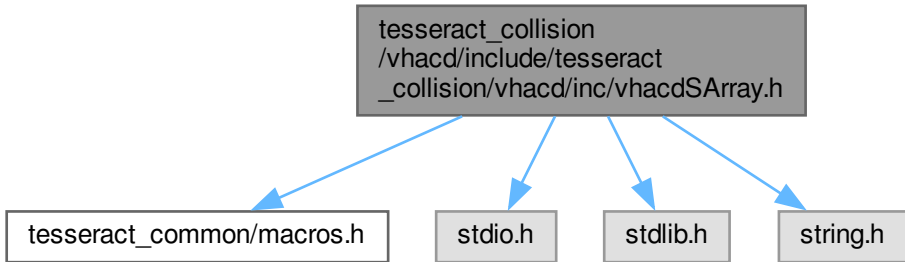 tesseract_collision
/vhacd/include/tesseract
_collision/vhacd/inc/vhacdSArray.h
tesseract_common/macros.h
stdio.h
stdlib.h
string.h